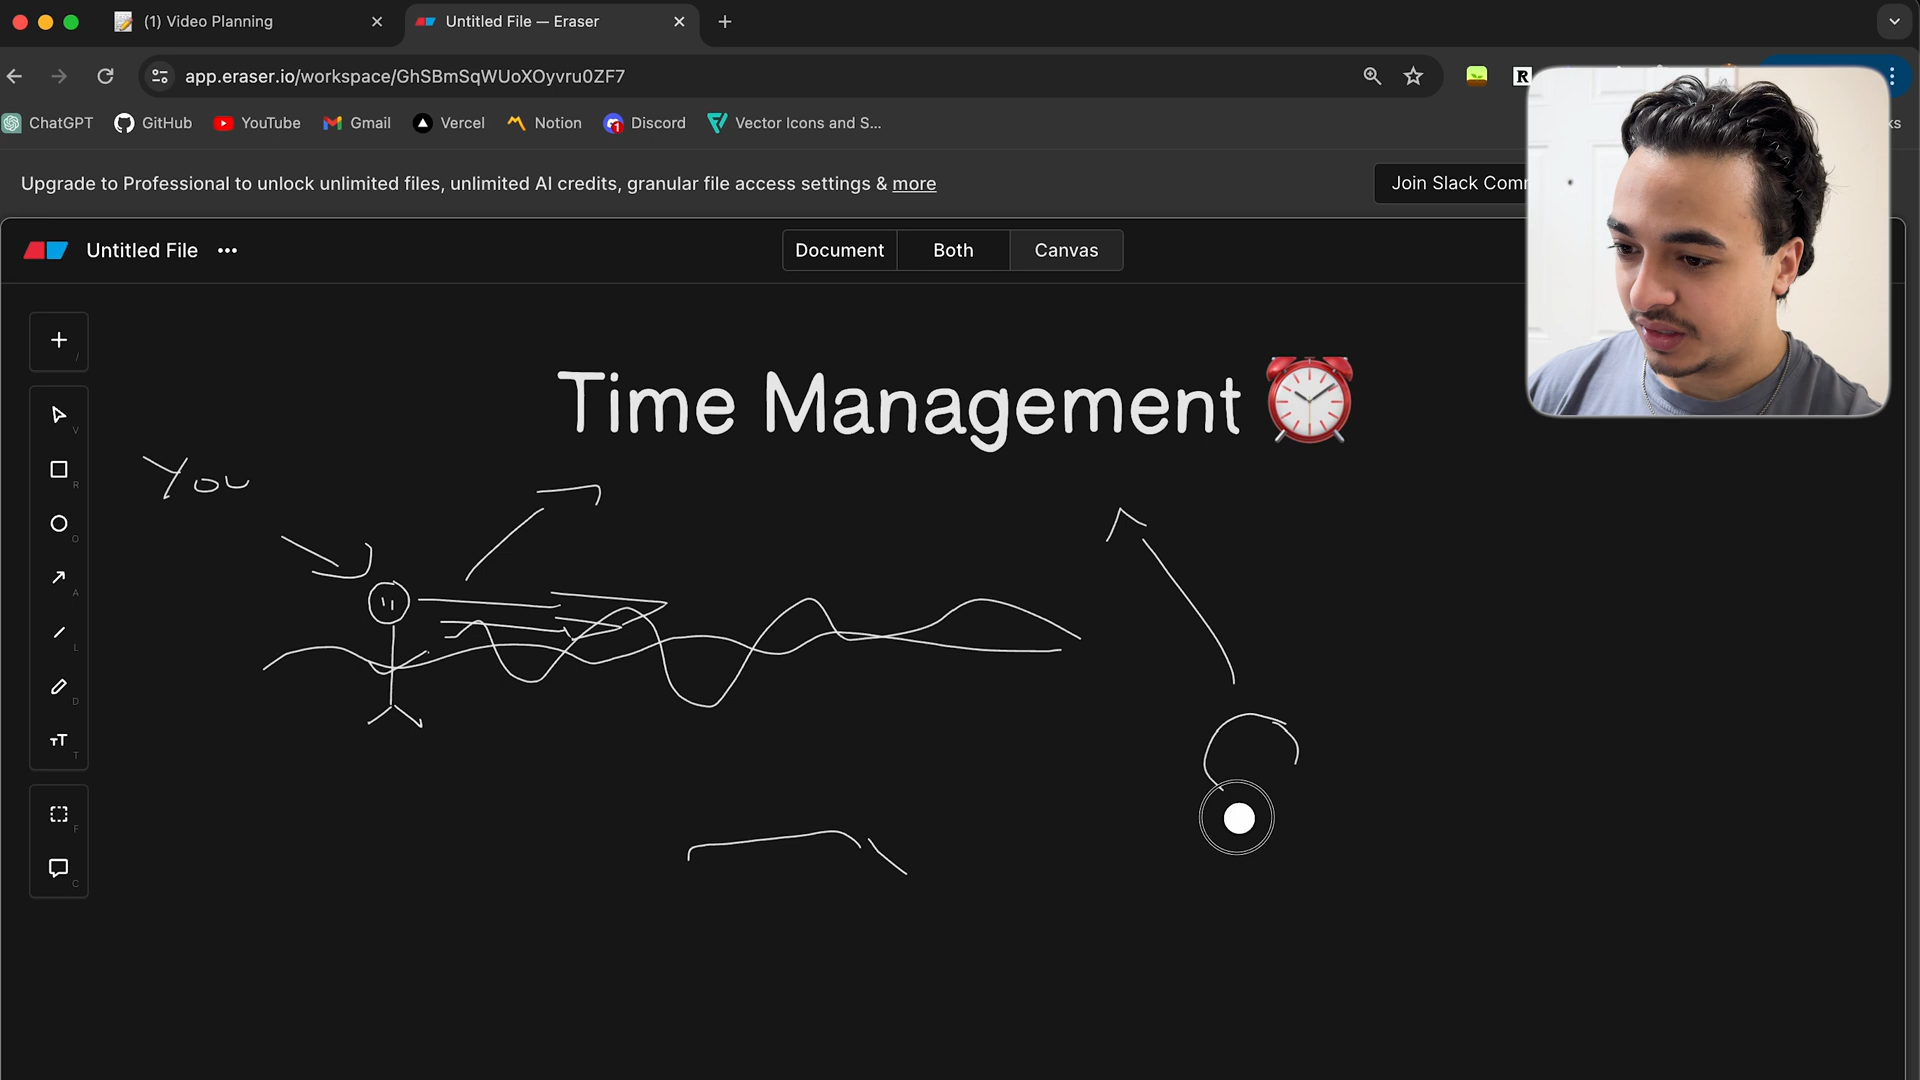 (1) Video Planning
Untitled File — Eraser
app.eraser.io/workspace/GhSBmSqWUoXOyvru0ZF7
ChatGPT
GitHub
YouTube
Gmail
Vercel
Notion
Discord
Vector Icons and S...
ks
Upgrade to Professional to unlock unlimited files, unlimited AI credits, granular file access settings & more
Join Slack Com
Untitled File
Document
Both
Canvas
Time Management
You
/
V
R
O
A
L
D
T
F
C